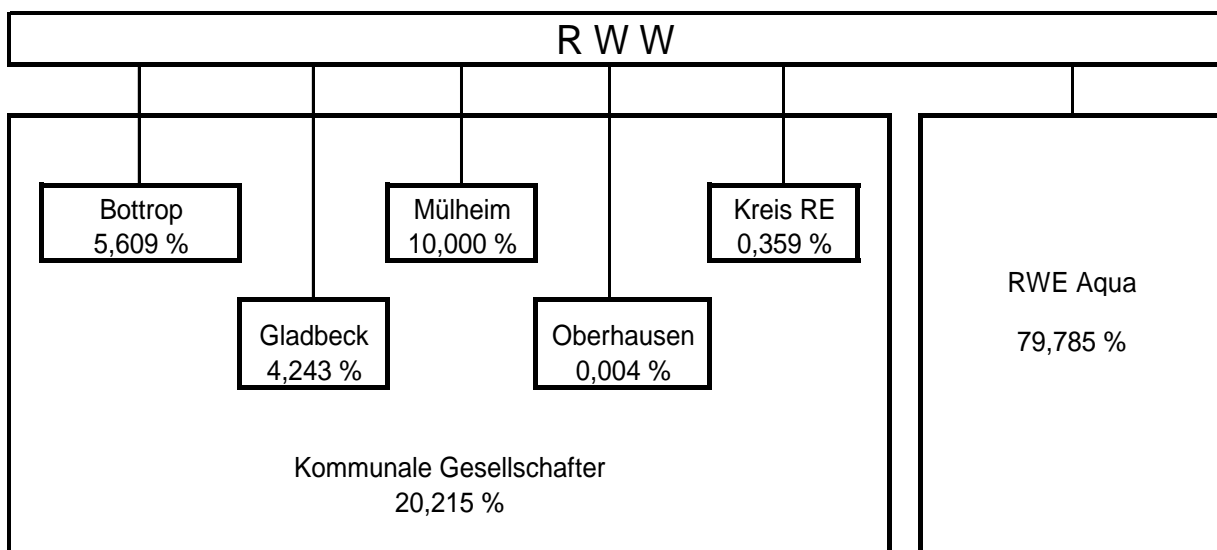 R W W
Bottrop
5,609 %
Mülheim
10,000 %
Kreis RE
0,359 %
Gladbeck
4,243 %
Oberhausen
0,004 %
Kommunale Gesellschafter
20,215 %
RWE Aqua
79,785 %